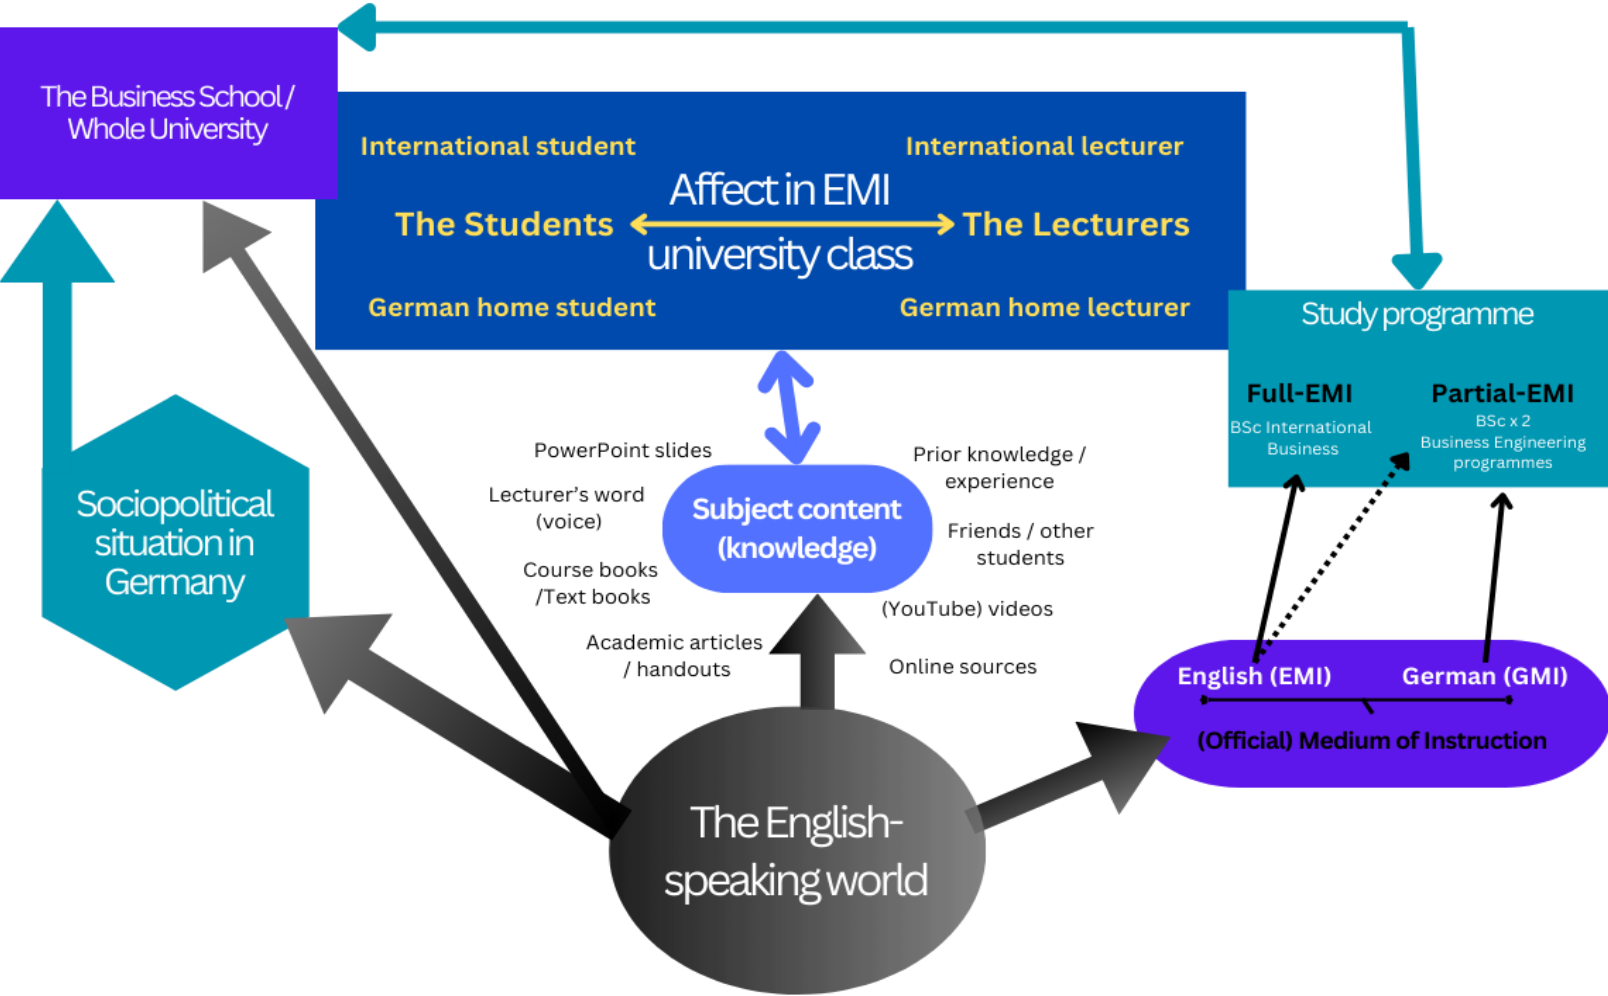 The Business School /
Whole University
International student
International lecturer
Affect in EMI
The Students
The Lecturers
university class
German home student
German home lecturer
Study programme
Full-EMI
BSc International
Business
Partial-EMI
BSc x 2
Business Engineering
programmes
PowerPoint slides
Lecturer's word
(voice)
Course books
/Text books
Academic articles
/ handouts
Subject content
(knowledge)
Prior knowledge /
experience
Friends / other
students
(YouTube) videos
Online sources
Sociopolitical
situation in
Germany
English (EMI)
German (GMI)
(Official) Medium of Instruction
The English-
speaking world